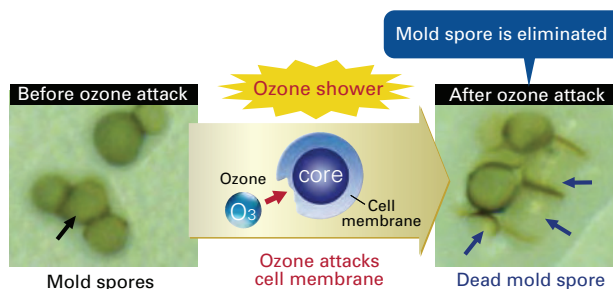 Mold spore is eliminated
Before ozone attack
Ozone shower
After ozone attack
Ozone
O3
core
Cell
membrane
Mold spores
Ozone attacks
cell membrane
Dead mold spore